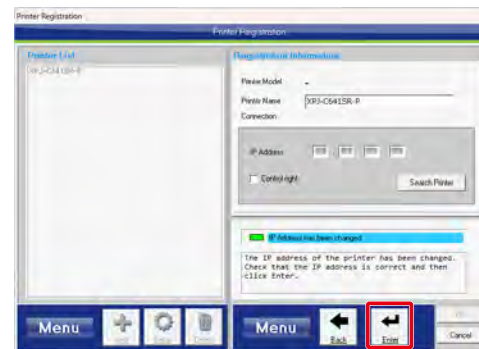 Printer Registration
Printer Registration
Printer List
Registration Information
Printer Model -
Printer Name XPJ-C641SR-P
Connection
IP Address
Control right
Search Printer
IP Address has been changed
The IP address of the printer has been changed.
Check that the IP address is correct and then
click Enter.
Menu
Menu
Back
Enter
Cancel